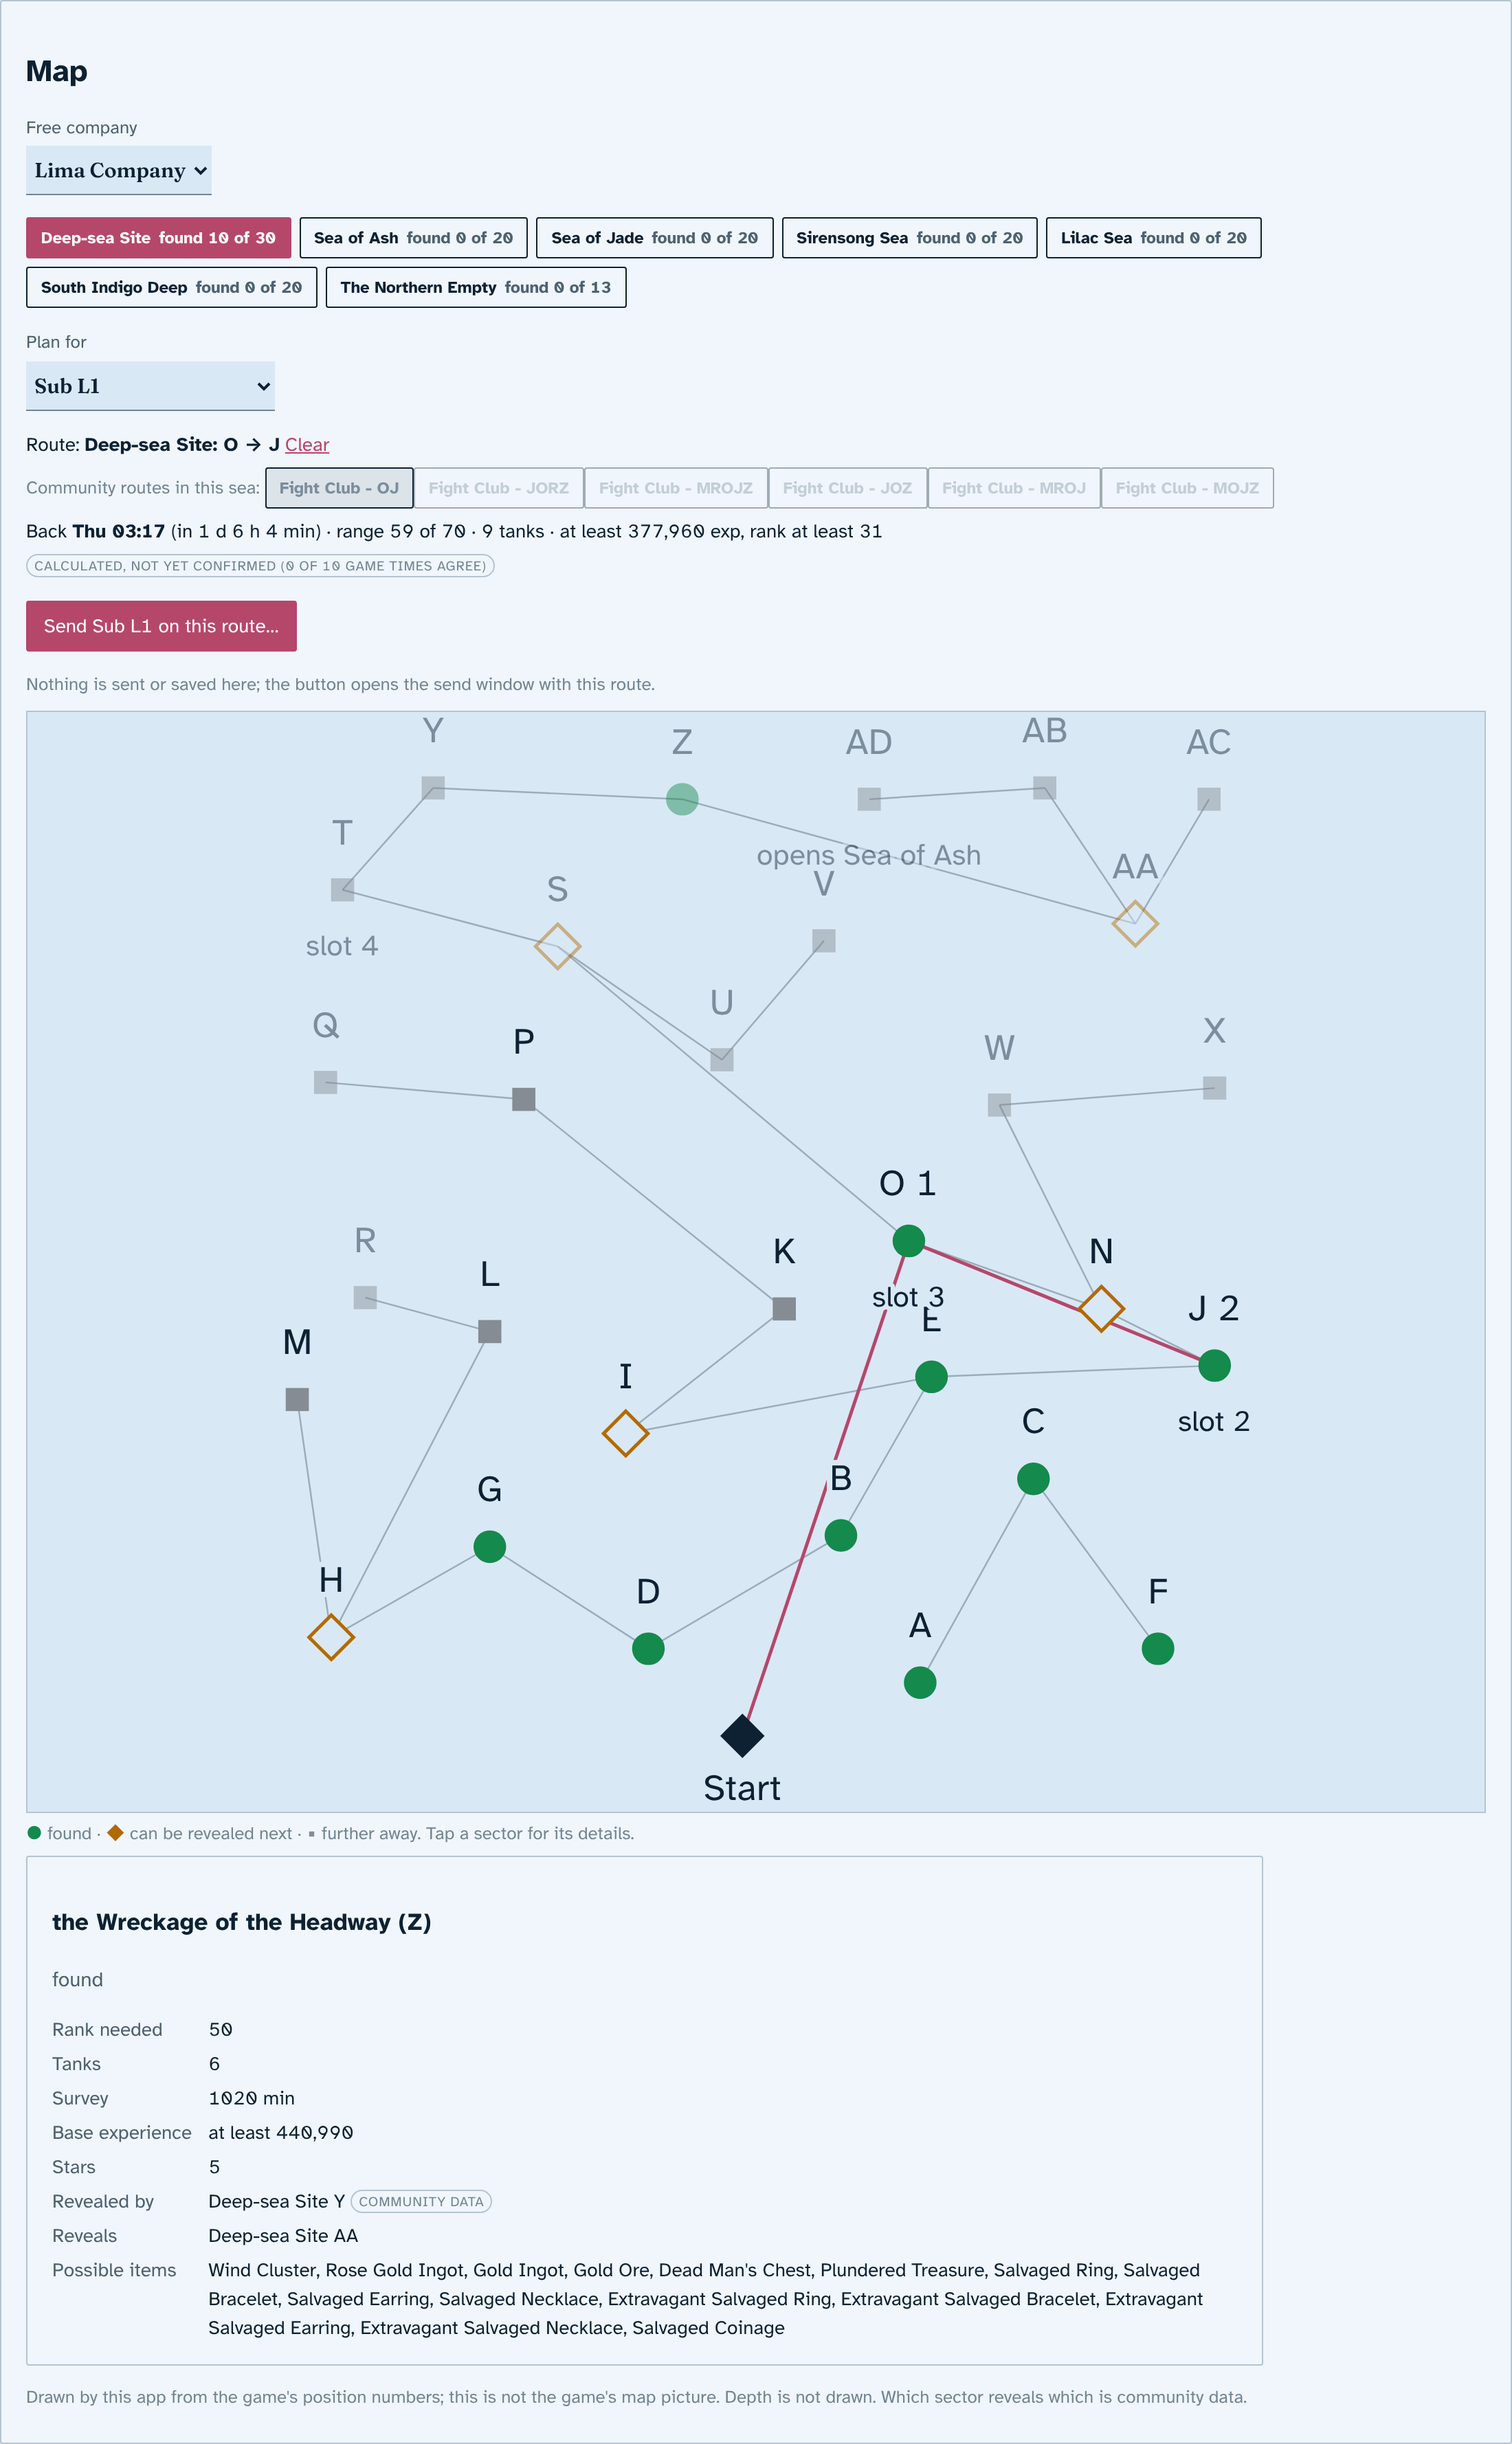 Map
Free company
Lima Company
Deep-sea Site found 10 of 30
Sea of Ash found 0 of 20
Sea of Jade found 0 of 20
Sirensong Sea found 0 of 20
Lilac Sea found 0 of 20
South Indigo Deep found 0 of 20
The Northern Empty found 0 of 13
Plan for
Sub L1
Route: Deep-sea Site: O → J Clear
Community routes in this sea: Fight Club - OJ Fight Club - JORZ Fight Club - MROJZ Fight Club - JOZ Fight Club - MROJ Fight Club - MOJZ
Back Thu 03:17 (in 1 d 6 h 4 min) · range 59 of 70 · 9 tanks · at least 377,960 exp, rank at least 31
CALCULATED, NOT YET CONFIRMED (0 OF 10 GAME TIMES AGREE)
Send Sub L1 on this route...
Nothing is sent or saved here; the button opens the send window with this route.
Y
Z
AD
AB
AC
T
opens Sea of Ash
AA
S
V
slot 4
U
Q
P
W
X
O 1
R
L
K
N
slot 3
E
J 2
M
I
slot 2
C
B
G
H
D
F
A
Start
found · can be revealed next · further away. Tap a sector for its details.
the Wreckage of the Headway (Z)
found
Rank needed 50
Tanks 6
Survey 1020 min
Base experience at least 440,990
Stars 5
Revealed by Deep-sea Site Y COMMUNITY DATA
Reveals Deep-sea Site AA
Possible items Wind Cluster, Rose Gold Ingot, Gold Ingot, Gold Ore, Dead Man's Chest, Plundered Treasure, Salvaged Ring, Salvaged
Bracelet, Salvaged Earring, Salvaged Necklace, Extravagant Salvaged Ring, Extravagant Salvaged Bracelet, Extravagant
Salvaged Earring, Extravagant Salvaged Necklace, Salvaged Coinage
Drawn by this app from the game's position numbers; this is not the game's map picture. Depth is not drawn. Which sector reveals which is community data.